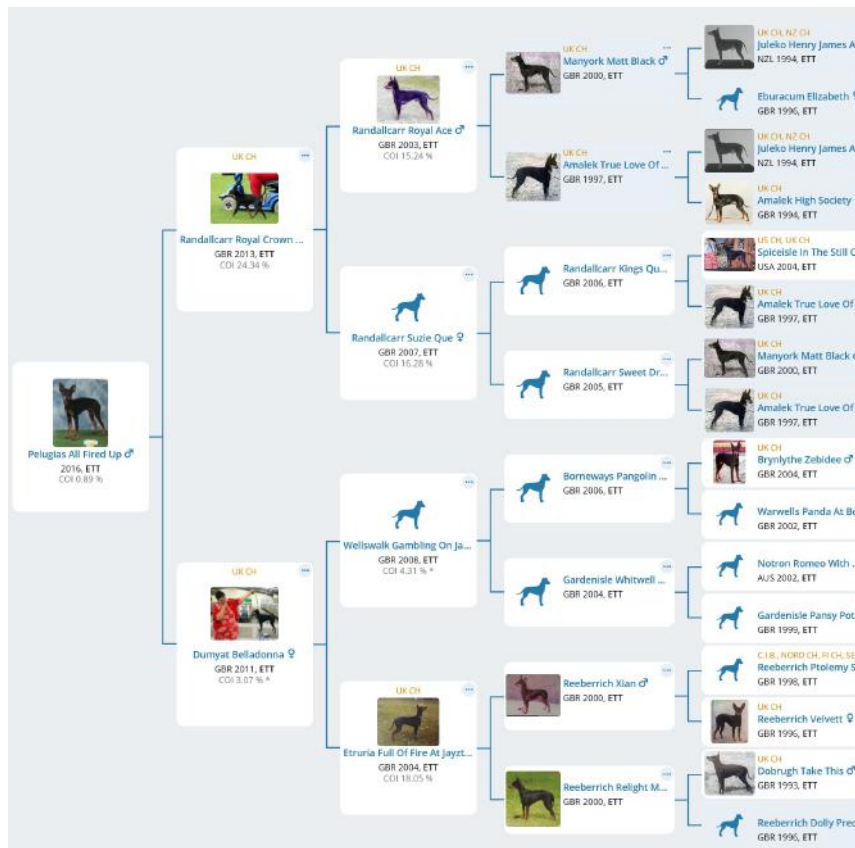 Pelugias All Fired Up ♂
2016, ETT
COI 0.89 %
UK CH
Randallcarr Royal Crown ...
GBR 2013, ETT
COI 24.34 %
UK CH
Dumyat Belladonna ♀
GBR 2011, ETT
COI 3.07 % *
UK CH
Randallcarr Royal Ace ♂
GBR 2003, ETT
COI 15.24 %
Randallcarr Suzie Que ♀
GBR 2007, ETT
COI 16.28 %
Wellswalk Gambling On Ja...
GBR 2008, ETT
COI 4.31 % *
UK CH
Etruria Full Of Fire At Jayzt...
GBR 2004, ETT
COI 18.05 %
UK CH
Manyork Matt Black ♂
GBR 2000, ETT
UK CH
Amalek True Love Of ...
GBR 1997, ETT
Randallcarr Kings Qu...
GBR 2006, ETT
Randallcarr Sweet Dr...
GBR 2005, ETT
Borneways Pangolin ...
GBR 2006, ETT
Gardenisle Whitwell ...
GBR 2004, ETT
Reeberrich Xian ♂
GBR 2000, ETT
Reeberrich Relight M...
GBR 2000, ETT
UK CH, NZ CH
Juleko Henry James A
NZL 1994, ETT
Eburacum Elizabeth ♀
GBR 1996, ETT
UK CH, NZ CH
Juleko Henry James A
NZL 1994, ETT
UK CH
Amalek High Society
GBR 1994, ETT
US CH, UK CH
Spiceisle In The Still O
USA 2004, ETT
UK CH
Amalek True Love Of
GBR 1997, ETT
UK CH
Manyork Matt Black
GBR 2000, ETT
UK CH
Amalek True Love Of
GBR 1997, ETT
UK CH
Brynlythe Zebidee ♂
GBR 2004, ETT
Warwells Panda At Bo
GBR 2002, ETT
Notron Romeo With .
AUS 2002, ETT
Gardenisle Pansy Pot
GBR 1999, ETT
C.I.B., NORD CH, FI CH, SE
Reeberrich Ptolemy S
GBR 1998, ETT
UK CH
Reeberrich Velvett ♀
GBR 1996, ETT
UK CH
Dobrugh Take This ♂
GBR 1993, ETT
Reeberrich Dolly Prec
GBR 1996, ETT